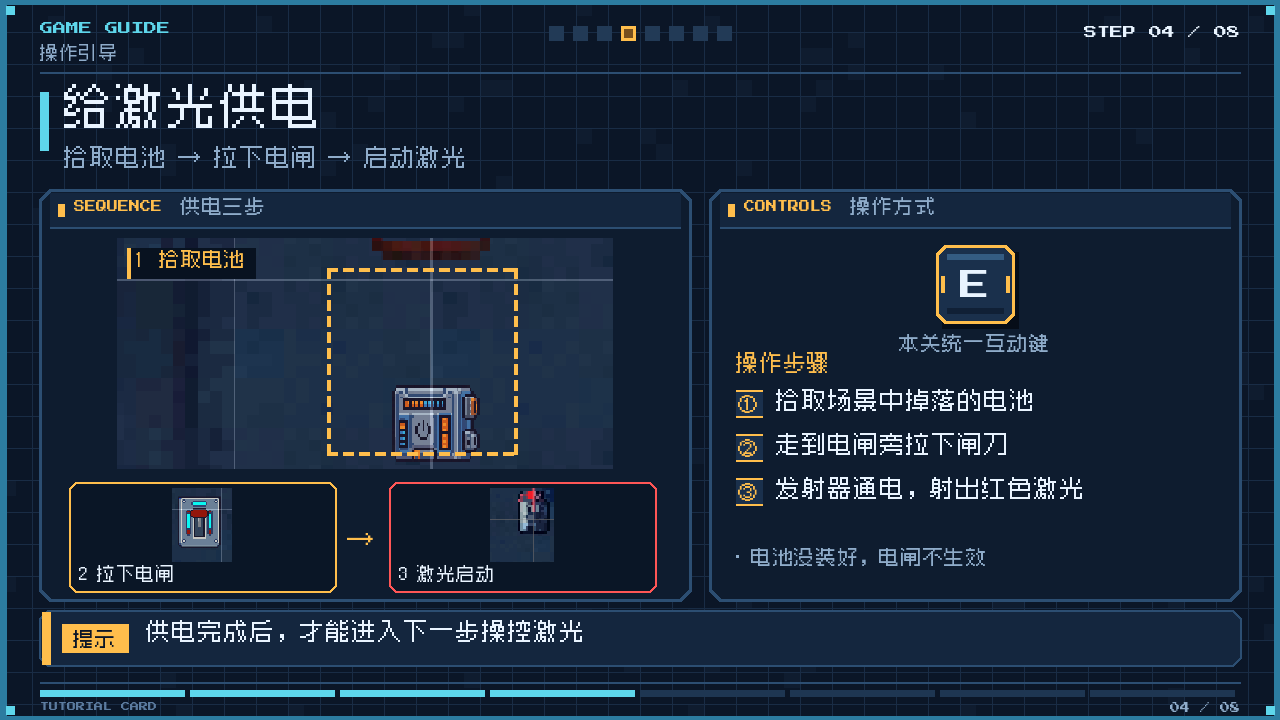 GAME GUIDE
操作引导
STEP 04 / 08
给激光供电
拾取电池 → 拉下电闸 → 启动激光
SEQUENCE 供电三步
1 拾取电池
2 拉下电闸
→
3 激光启动
CONTROLS 操作方式
E
本关统一互动键
操作步骤
① 拾取场景中掉落的电池
② 走到电闸旁拉下闸刀
③ 发射器通电，射出红色激光
· 电池没装好，电闸不生效
提示 供电完成后，才能进入下一步操控激光
TUTORIAL CARD
04 / 08